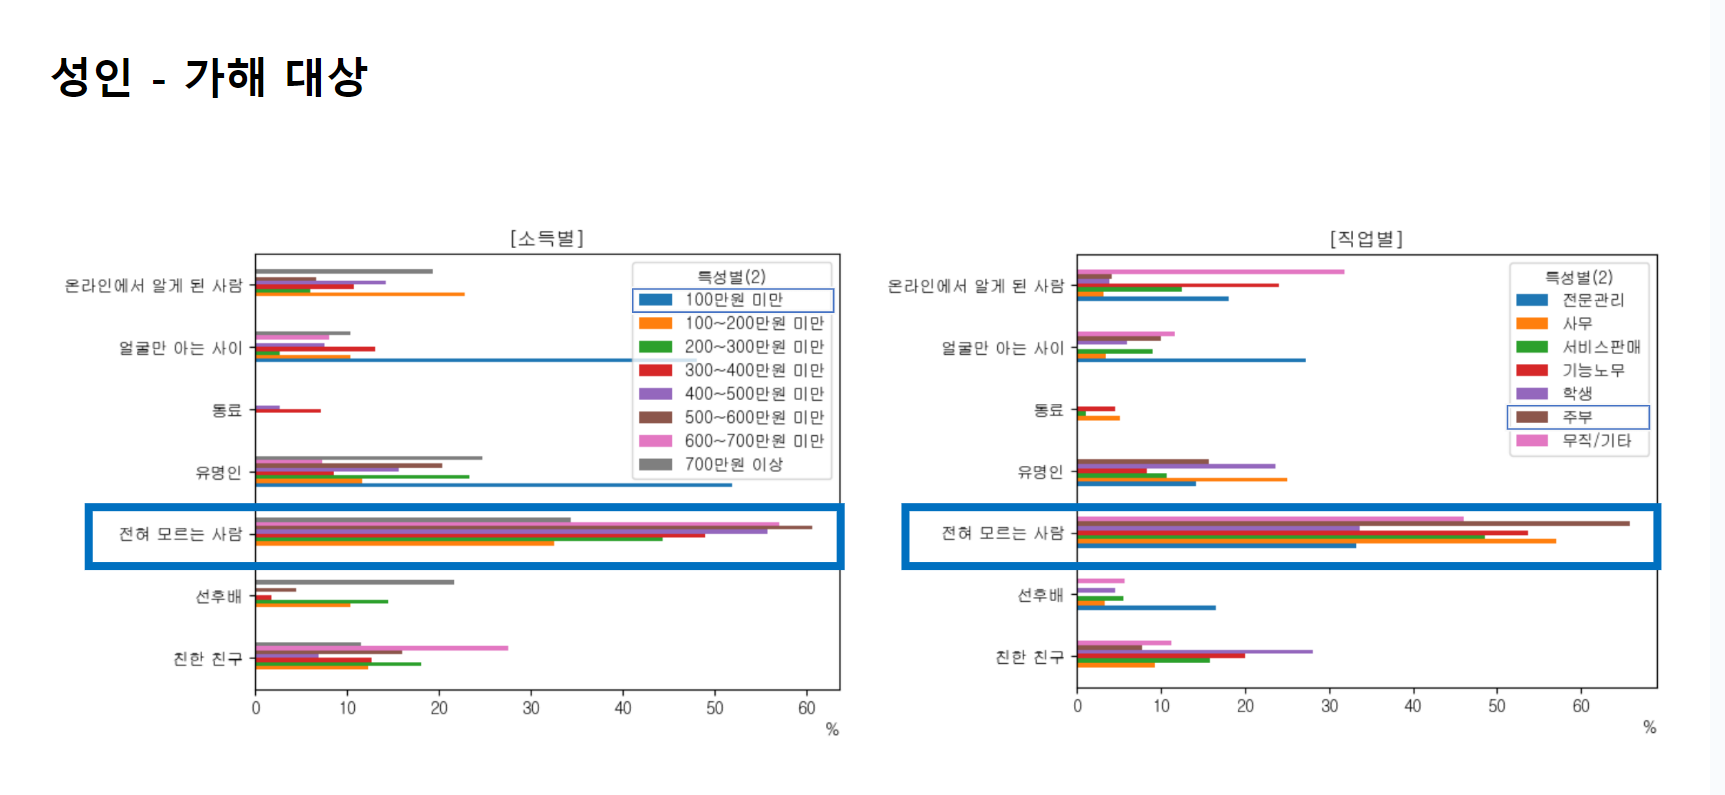 성인 - 가해 대상
[소득별]
온라인에서 알게 된 사람
얼굴만 아는 사이
동료
유명인
전혀 모르는 사람
선후배
친한 친구
특성별(2)
100만원 미만
100~200만원 미만
200~300만원 미만
300~400만원 미만
400~500만원 미만
500~600만원 미만
600~700만원 미만
700만원 이상
0 10 20 30 40 50 60
%
[직업별]
온라인에서 알게 된 사람
얼굴만 아는 사이
동료
유명인
전혀 모르는 사람
선후배
친한 친구
특성별(2)
전문관리
사무
서비스판매
기능노무
학생
주부
무직/기타
0 10 20 30 40 50 60
%